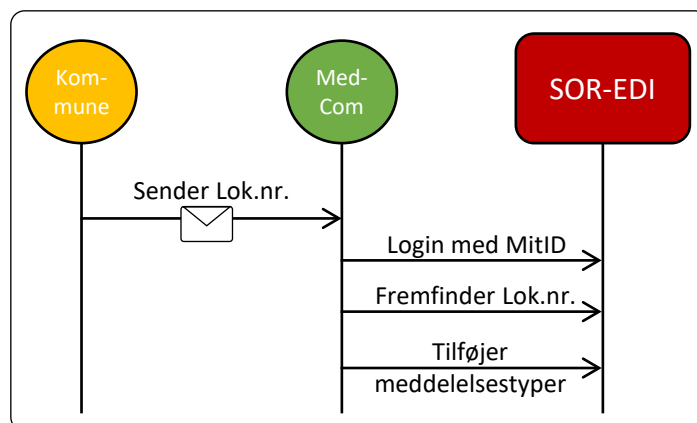 Kom-
mune
Med-
Com
SOR-EDI
Sender Lok.nr.
Login med MitID
Fremfinder Lok.nr.
Tilføjer
meddelelsestyper